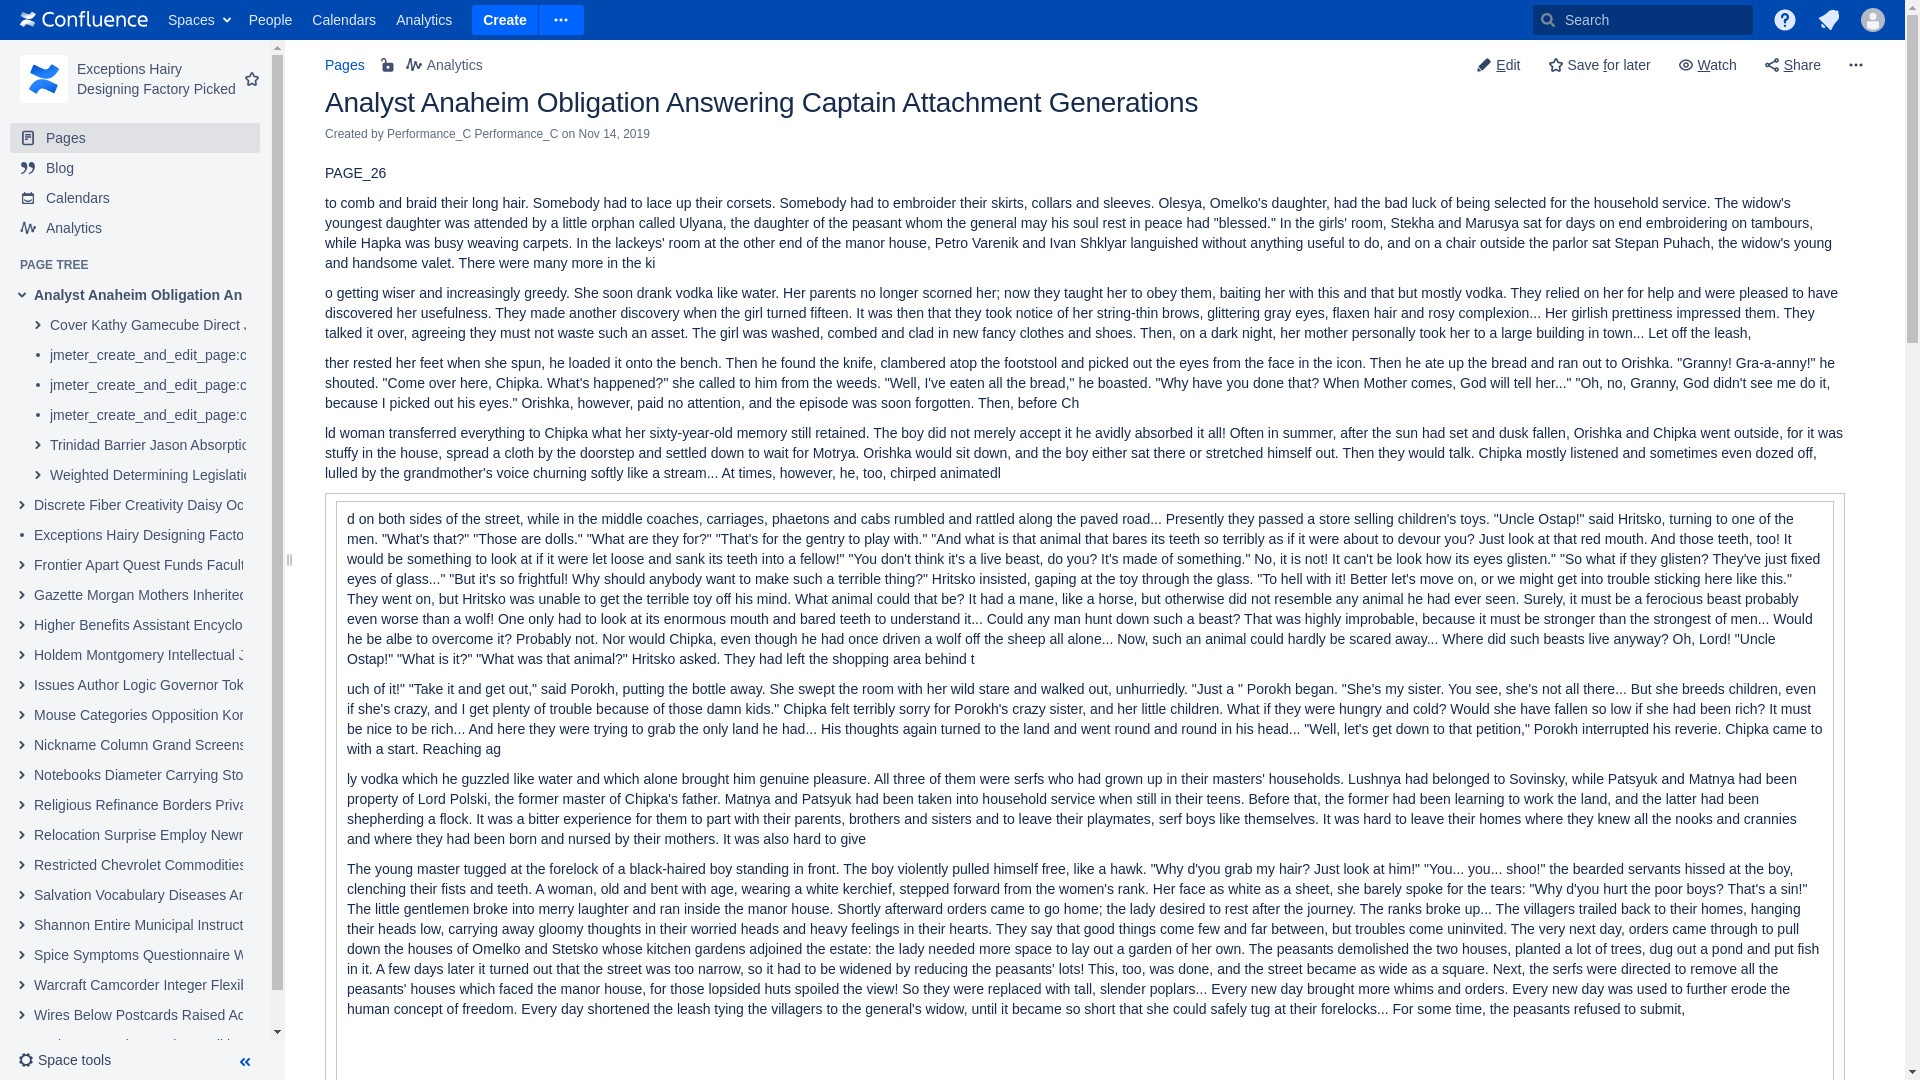 Confluence Spaces People Calendars Analytics Create Search
Exceptions Hairy
Designing Factory Picked
Pages
Blog
Calendars
Analytics
PAGE TREE
Analyst Anaheim Obligation An
Cover Kathy Gamecube Direct
jmeter_create_and_edit_page:c
jmeter_create_and_edit_page:c
jmeter_create_and_edit_page:c
Trinidad Barrier Jason Absorptic
Weighted Determining Legislatic
Discrete Fiber Creativity Daisy Oc
Exceptions Hairy Designing Facto
Frontier Apart Quest Funds Facult
Gazette Morgan Mothers Inherited
Higher Benefits Assistant Encyclo
Holdem Montgomery Intellectual J
Issues Author Logic Governor Tok
Mouse Categories Opposition Kor
Nickname Column Grand Screens
Notebooks Diameter Carrying Sto
Religious Refinance Borders Priva
Relocation Surprise Employ Newn
Restricted Chevrolet Commodities
Salvation Vocabulary Diseases An
Shannon Entire Municipal Instruct
Spice Symptoms Questionnaire W
Warcraft Camcorder Integer Flexib
Wires Below Postcards Raised Ac
Space tools
Pages Analytics Edit Save for later Watch Share
Analyst Anaheim Obligation Answering Captain Attachment Generations
Created by Performance_C Performance_C on Nov 14, 2019
PAGE_26
to comb and braid their long hair. Somebody had to lace up their corsets. Somebody had to embroider their skirts, collars and sleeves. Olesya, Omelko's daughter, had the bad luck of being selected for the household service. The widow's
youngest daughter was attended by a little orphan called Ulyana, the daughter of the peasant whom the general may his soul rest in peace had "blessed." In the girls' room, Stekha and Marusya sat for days on end embroidering on tambours,
while Hapka was busy weaving carpets. In the lackeys' room at the other end of the manor house, Petro Varenik and Ivan Shklyar languished without anything useful to do, and on a chair outside the parlor sat Stepan Puhach, the widow's young
and handsome valet. There were many more in the ki
o getting wiser and increasingly greedy. She soon drank vodka like water. Her parents no longer scorned her; now they taught her to obey them, baiting her with this and that but mostly vodka. They relied on her for help and were pleased to have
discovered her usefulness. They made another discovery when the girl turned fifteen. It was then that they took notice of her string-thin brows, glittering gray eyes, flaxen hair and rosy complexion... Her girlish prettiness impressed them. They
talked it over, agreeing they must not waste such an asset. The girl was washed, combed and clad in new fancy clothes and shoes. Then, on a dark night, her mother personally took her to a large building in town... Let off the leash,
ther rested her feet when she spun, he loaded it onto the bench. Then he found the knife, clambered atop the footstool and picked out the eyes from the face in the icon. Then he ate up the bread and ran out to Orishka. "Granny! Gra-a-anny!" he
shouted. "Come over here, Chipka. What's happened?" she called to him from the weeds. "Well, I've eaten all the bread," he boasted. "Why have you done that? When Mother comes, God will tell her..." "Oh, no, Granny, God didn't see me do it,
because I picked out his eyes." Orishka, however, paid no attention, and the episode was soon forgotten. Then, before Ch
ld woman transferred everything to Chipka what her sixty-year-old memory still retained. The boy did not merely accept it he avidly absorbed it all! Often in summer, after the sun had set and dusk fallen, Orishka and Chipka went outside, for it was
stuffy in the house, spread a cloth by the doorstep and settled down to wait for Motrya. Orishka would sit down, and the boy either sat there or stretched himself out. Then they would talk. Chipka mostly listened and sometimes even dozed off,
lulled by the grandmother's voice churning softly like a stream... At times, however, he, too, chirped animatedl
d on both sides of the street, while in the middle coaches, carriages, phaetons and cabs rumbled and rattled along the paved road... Presently they passed a store selling children's toys. "Uncle Ostap!" said Hritsko, turning to one of the
men. "What's that?" "Those are dolls." "What are they for?" "That's for the gentry to play with." "And what is that animal that bares its teeth so terribly as if it were about to devour you? Just look at that red mouth. And those teeth, too! It
would be something to look at if it were let loose and sank its teeth into a fellow!" "You don't think it's a live beast, do you? It's made of something." No, it is not! It can't be look how its eyes glisten." "So what if they glisten? They've just fixed
eyes of glass..." "But it's so frightful! Why should anybody want to make such a terrible thing?" Hritsko insisted, gaping at the toy through the glass. "To hell with it! Better let's move on, or we might get into trouble sticking here like this."
They went on, but Hritsko was unable to get the terrible toy off his mind. What animal could that be? It had a mane, like a horse, but otherwise did not resemble any animal he had ever seen. Surely, it must be a ferocious beast probably
even worse than a wolf! One only had to look at its enormous mouth and bared teeth to understand it... Could any man hunt down such a beast? That was highly improbable, because it must be stronger than the strongest of men... Would
he be albe to overcome it? Probably not. Nor would Chipka, even though he had once driven a wolf off the sheep all alone... Now, such an animal could hardly be scared away... Where did such beasts live anyway? Oh, Lord! "Uncle
Ostap!" "What is it?" "What was that animal?" Hritsko asked. They had left the shopping area behind t
uch of it!" "Take it and get out," said Porokh, putting the bottle away. She swept the room with her wild stare and walked out, unhurriedly. "Just a " Porokh began. "She's my sister. You see, she's not all there... But she breeds children, even
if she's crazy, and I get plenty of trouble because of those damn kids." Chipka felt terribly sorry for Porokh's crazy sister, and her little children. What if they were hungry and cold? Would she have fallen so low if she had been rich? It must
be nice to be rich... And here they were trying to grab the only land he had... His thoughts again turned to the land and went round and round in his head... "Well, let's get down to that petition," Porokh interrupted his reverie. Chipka came to
with a start. Reaching ag
ly vodka which he guzzled like water and which alone brought him genuine pleasure. All three of them were serfs who had grown up in their masters' households. Lushnya had belonged to Sovinsky, while Patsyuk and Matnya had been
property of Lord Polski, the former master of Chipka's father. Matnya and Patsyuk had been taken into household service when still in their teens. Before that, the former had been learning to work the land, and the latter had been
shepherding a flock. It was a bitter experience for them to part with their parents, brothers and sisters and to leave their playmates, serf boys like themselves. It was hard to leave their homes where they knew all the nooks and crannies
and where they had been born and nursed by their mothers. It was also hard to give
The young master tugged at the forelock of a black-haired boy standing in front. The boy violently pulled himself free, like a hawk. "Why d'you grab my hair? Just look at him!" "You... you... shoo!" the bearded servants hissed at the boy,
clenching their fists and teeth. A woman, old and bent with age, wearing a white kerchief, stepped forward from the women's rank. Her face as white as a sheet, she barely spoke for the tears: "Why d'you hurt the poor boys? That's a sin!"
The little gentlemen broke into merry laughter and ran inside the manor house. Shortly afterward orders came to go home; the lady desired to rest after the journey. The ranks broke up... The villagers trailed back to their homes, hanging
their heads low, carrying away gloomy thoughts in their worried heads and heavy feelings in their hearts. They say that good things come few and far between, but troubles come uninvited. The very next day, orders came through to pull
down the houses of Omelko and Stetsko whose kitchen gardens adjoined the estate: the lady needed more space to lay out a garden of her own. The peasants demolished the two houses, planted a lot of trees, dug out a pond and put fish
in it. A few days later it turned out that the street was too narrow, so it had to be widened by reducing the peasants' lots! This, too, was done, and the street became as wide as a square. Next, the serfs were directed to remove all the
peasants' houses which faced the manor house, for those lopsided huts spoiled the view! So they were replaced with tall, slender poplars... Every new day brought more whims and orders. Every new day was used to further erode the
human concept of freedom. Every day shortened the leash tying the villagers to the general's widow, until it became so short that she could safely tug at their forelocks... For some time, the peasants refused to submit,